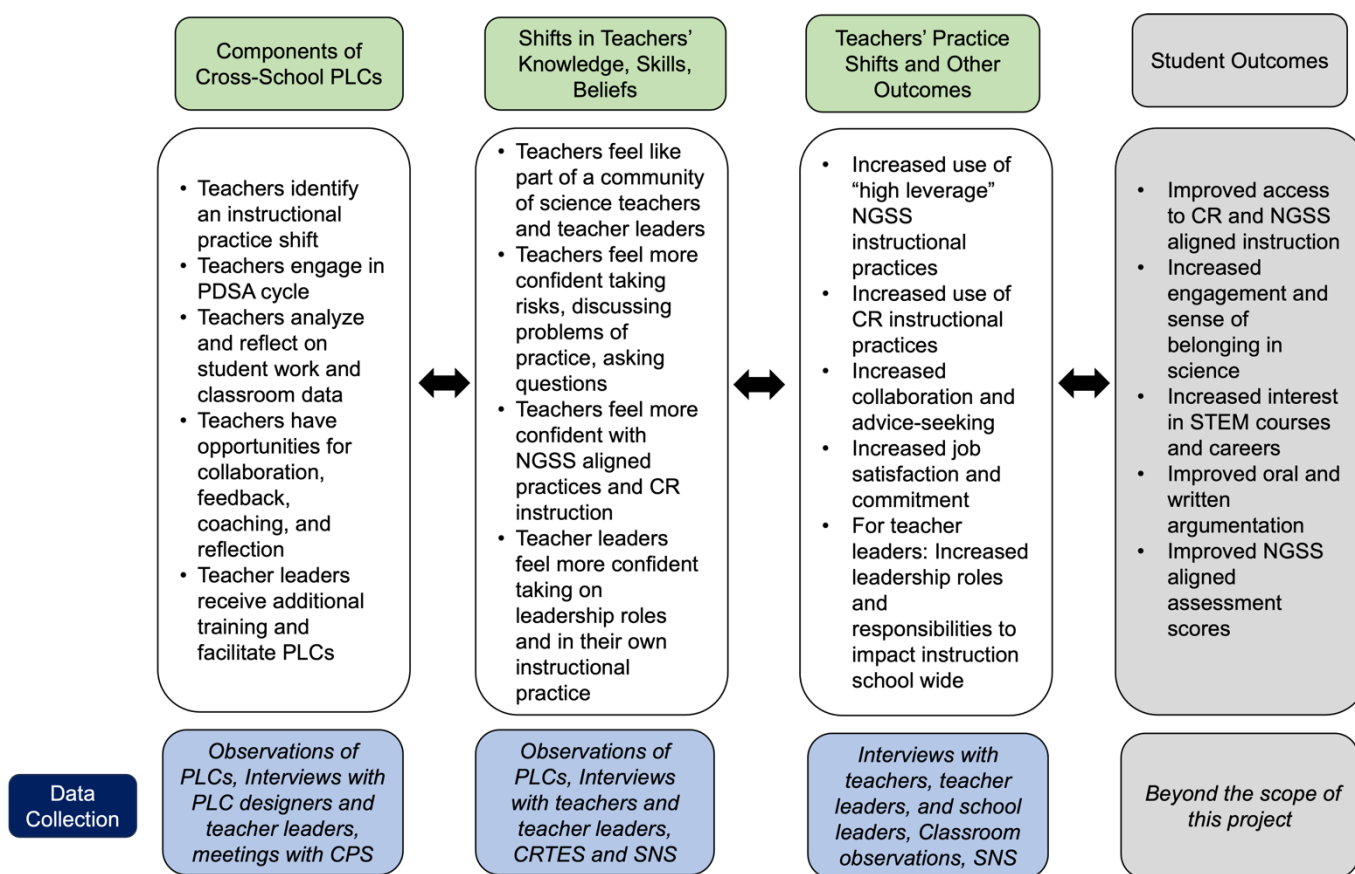 Components of
Cross-School PLCs
Shifts in Teachers'
Knowledge, Skills,
Beliefs
Teachers' Practice
Shifts and Other
Outcomes
Student Outcomes
• Teachers identify
an instructional
practice shift
• Teachers engage in
PDSA cycle
• Teachers analyze
and reflect on
student work and
classroom data
• Teachers have
opportunities for
collaboration,
feedback,
coaching, and
reflection
• Teacher leaders
receive additional
training and
facilitate PLCs
• Teachers feel like
part of a community
of science teachers
and teacher leaders
• Teachers feel more
confident taking
risks, discussing
problems of
practice, asking
questions
• Teachers feel more
confident with
NGSS aligned
practices and CR
instruction
• Teacher leaders
feel more confident
taking on
leadership roles
and in their own
instructional
practice
• Increased use of
“high leverage”
NGSS
instructional
practices
• Increased use of
CR instructional
practices
• Increased
collaboration and
advice-seeking
• Increased job
satisfaction and
commitment
• For teacher
leaders: Increased
leadership roles
and
responsibilities to
impact instruction
school wide
• Improved access
to CR and NGSS
aligned instruction
• Increased
engagement and
sense of
belonging in
science
• Increased interest
in STEM courses
and careers
• Improved oral and
written
argumentation
• Improved NGSS
aligned
assessment
scores
Data
Collection
Observations of
PLCs, Interviews with
PLC designers and
teacher leaders,
meetings with CPS
Observations of
PLCs, Interviews
with teachers and
teacher leaders,
CRTES and SNS
Interviews with
teachers, teacher
leaders, and school
leaders, Classroom
observations, SNS
Beyond the scope of
this project